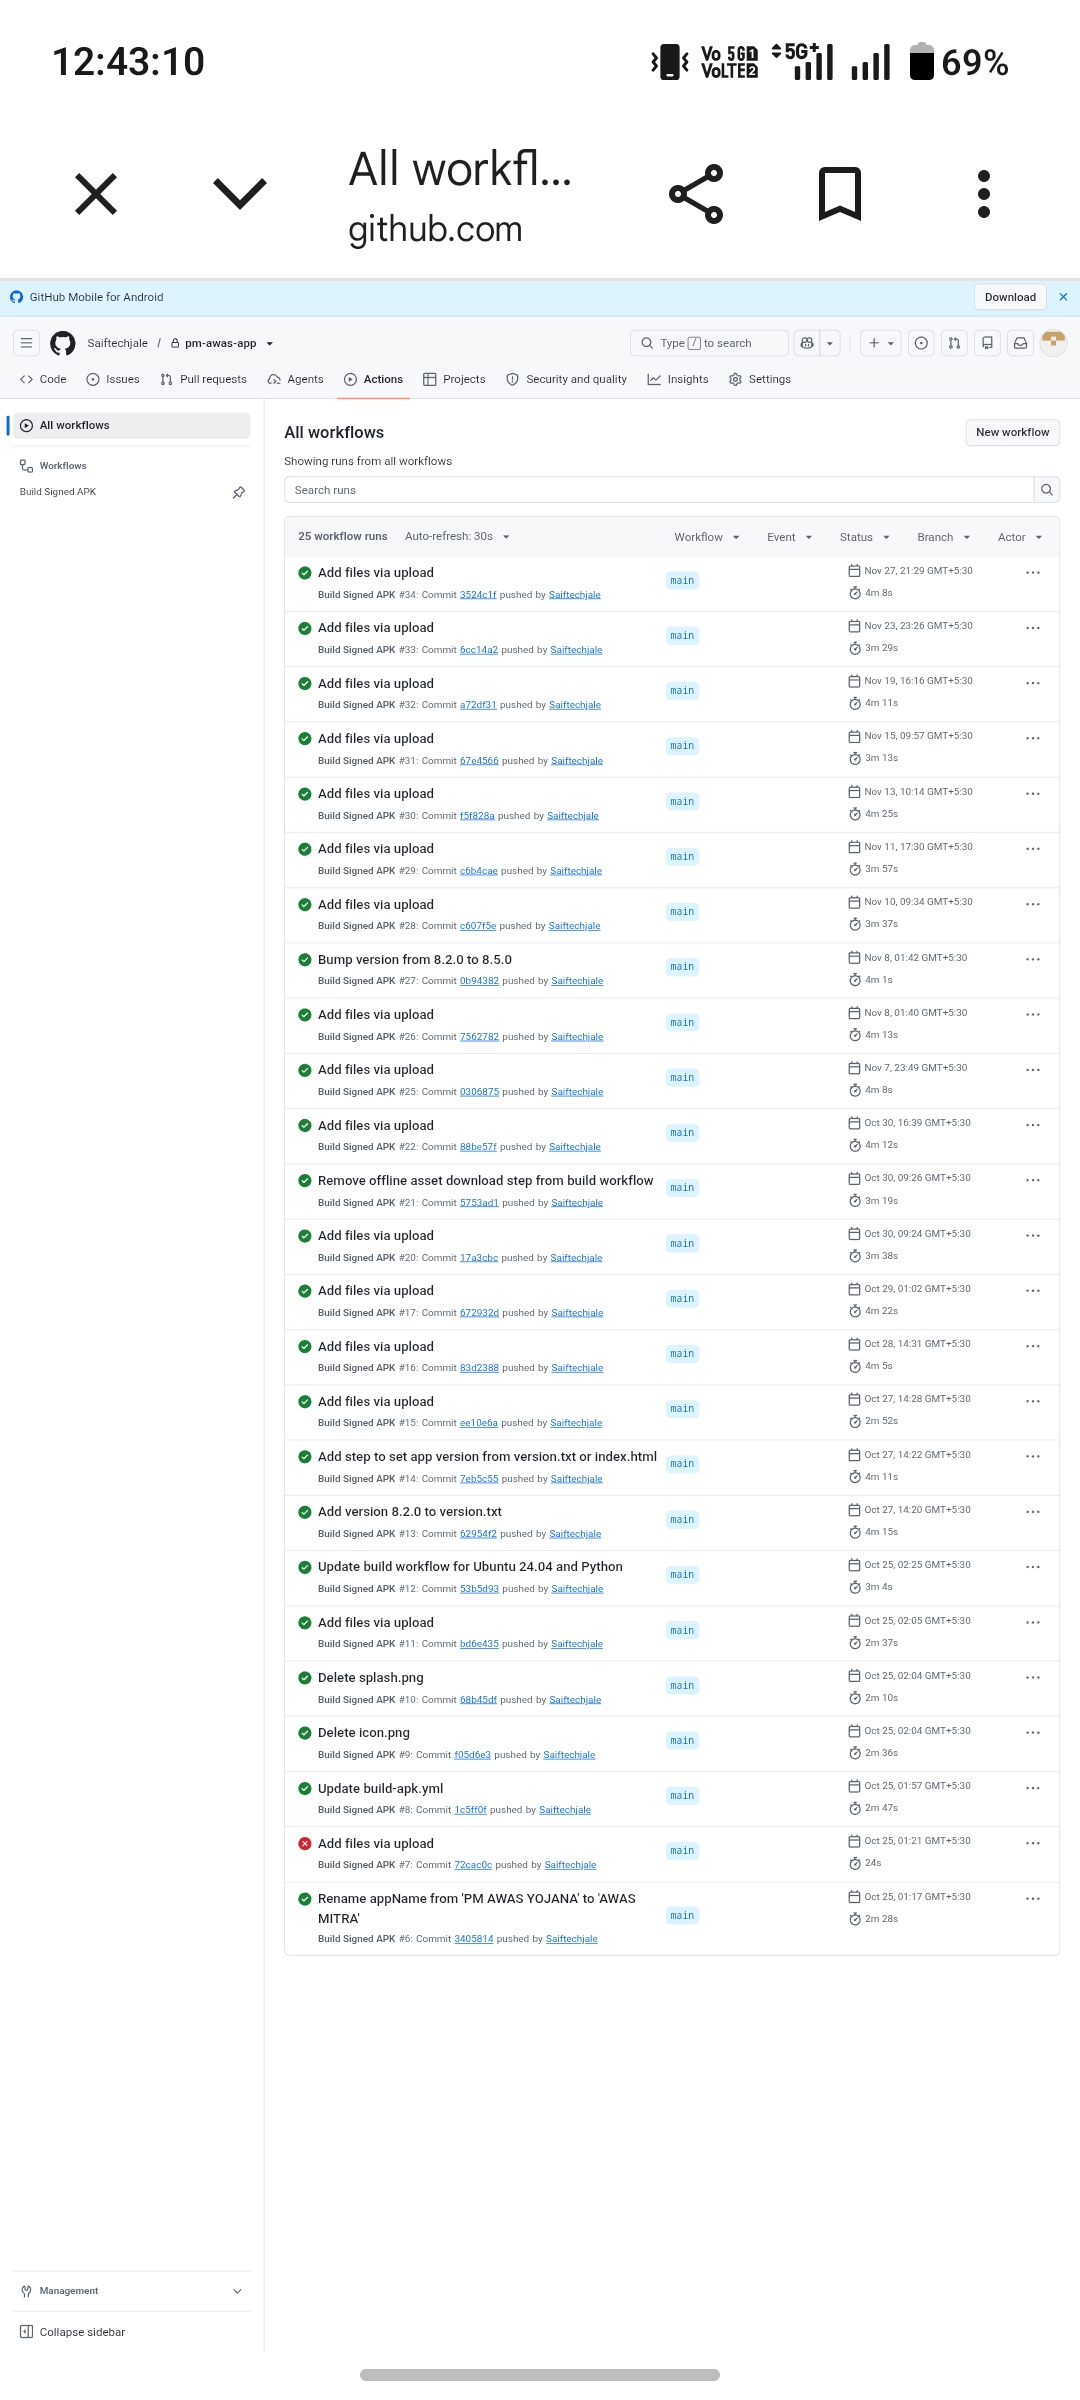 12:43:10
Vo 5G 1 VoLTE 2 5G+ 69%
All workfl...
github.com
GitHub Mobile for Android Download
Saiftechjale / pm-awas-app Type / to search
Code Issues Pull requests Agents Actions Projects Security and quality Insights Settings
All workflows
Workflows
Build Signed APK
All workflows New workflow
Showing runs from all workflows
Search runs
25 workflow runs Auto-refresh: 30s Workflow Event Status Branch Actor
Add files via upload main Nov 27, 21:29 GMT+5:30
Build Signed APK #34: Commit 3524c1f pushed by Saiftechjale 4m 8s
Add files via upload main Nov 23, 23:26 GMT+5:30
Build Signed APK #33: Commit 6cc14a2 pushed by Saiftechjale 3m 29s
Add files via upload main Nov 19, 16:16 GMT+5:30
Build Signed APK #32: Commit a72df31 pushed by Saiftechjale 4m 11s
Add files via upload main Nov 15, 09:57 GMT+5:30
Build Signed APK #31: Commit 67e4566 pushed by Saiftechjale 3m 13s
Add files via upload main Nov 13, 10:14 GMT+5:30
Build Signed APK #30: Commit f5f828a pushed by Saiftechjale 4m 25s
Add files via upload main Nov 11, 17:30 GMT+5:30
Build Signed APK #29: Commit c6b4cae pushed by Saiftechjale 3m 57s
Add files via upload main Nov 10, 09:34 GMT+5:30
Build Signed APK #28: Commit c607f5e pushed by Saiftechjale 3m 37s
Bump version from 8.2.0 to 8.5.0 main Nov 8, 01:42 GMT+5:30
Build Signed APK #27: Commit 0b94382 pushed by Saiftechjale 4m 1s
Add files via upload main Nov 8, 01:40 GMT+5:30
Build Signed APK #26: Commit 7562782 pushed by Saiftechjale 4m 13s
Add files via upload main Nov 7, 23:49 GMT+5:30
Build Signed APK #25: Commit 0306875 pushed by Saiftechjale 4m 8s
Add files via upload main Oct 30, 16:39 GMT+5:30
Build Signed APK #22: Commit 88be57f pushed by Saiftechjale 4m 12s
Remove offline asset download step from build workflow main Oct 30, 09:26 GMT+5:30
Build Signed APK #21: Commit 5753ad1 pushed by Saiftechjale 3m 19s
Add files via upload main Oct 30, 09:24 GMT+5:30
Build Signed APK #20: Commit 17a3cbc pushed by Saiftechjale 3m 38s
Add files via upload main Oct 29, 01:02 GMT+5:30
Build Signed APK #17: Commit 672932d pushed by Saiftechjale 4m 22s
Add files via upload main Oct 28, 14:31 GMT+5:30
Build Signed APK #16: Commit 83d2388 pushed by Saiftechjale 4m 5s
Add files via upload main Oct 27, 14:28 GMT+5:30
Build Signed APK #15: Commit ee10e6a pushed by Saiftechjale 2m 52s
Add step to set app version from version.txt or index.html main Oct 27, 14:22 GMT+5:30
Build Signed APK #14: Commit 7eb5c55 pushed by Saiftechjale 4m 11s
Add version 8.2.0 to version.txt main Oct 27, 14:20 GMT+5:30
Build Signed APK #13: Commit 62954f2 pushed by Saiftechjale 4m 15s
Update build workflow for Ubuntu 24.04 and Python main Oct 25, 02:25 GMT+5:30
Build Signed APK #12: Commit 53b5d93 pushed by Saiftechjale 3m 4s
Add files via upload main Oct 25, 02:05 GMT+5:30
Build Signed APK #11: Commit bd6e435 pushed by Saiftechjale 2m 37s
Delete splash.png main Oct 25, 02:04 GMT+5:30
Build Signed APK #10: Commit 68b45df pushed by Saiftechjale 2m 10s
Delete icon.png main Oct 25, 02:04 GMT+5:30
Build Signed APK #9: Commit f05d6e3 pushed by Saiftechjale 2m 36s
Update build-apk.yml main Oct 25, 01:57 GMT+5:30
Build Signed APK #8: Commit 1c5ff0f pushed by Saiftechjale 2m 47s
Add files via upload main Oct 25, 01:21 GMT+5:30
Build Signed APK #7: Commit 72cac0c pushed by Saiftechjale 24s
Rename appName from 'PM AWAS YOJANA' to 'AWAS Oct 25, 01:17 GMT+5:30
MITRA' main 2m 28s
Build Signed APK #6: Commit 3405814 pushed by Saiftechjale
Management
Collapse sidebar